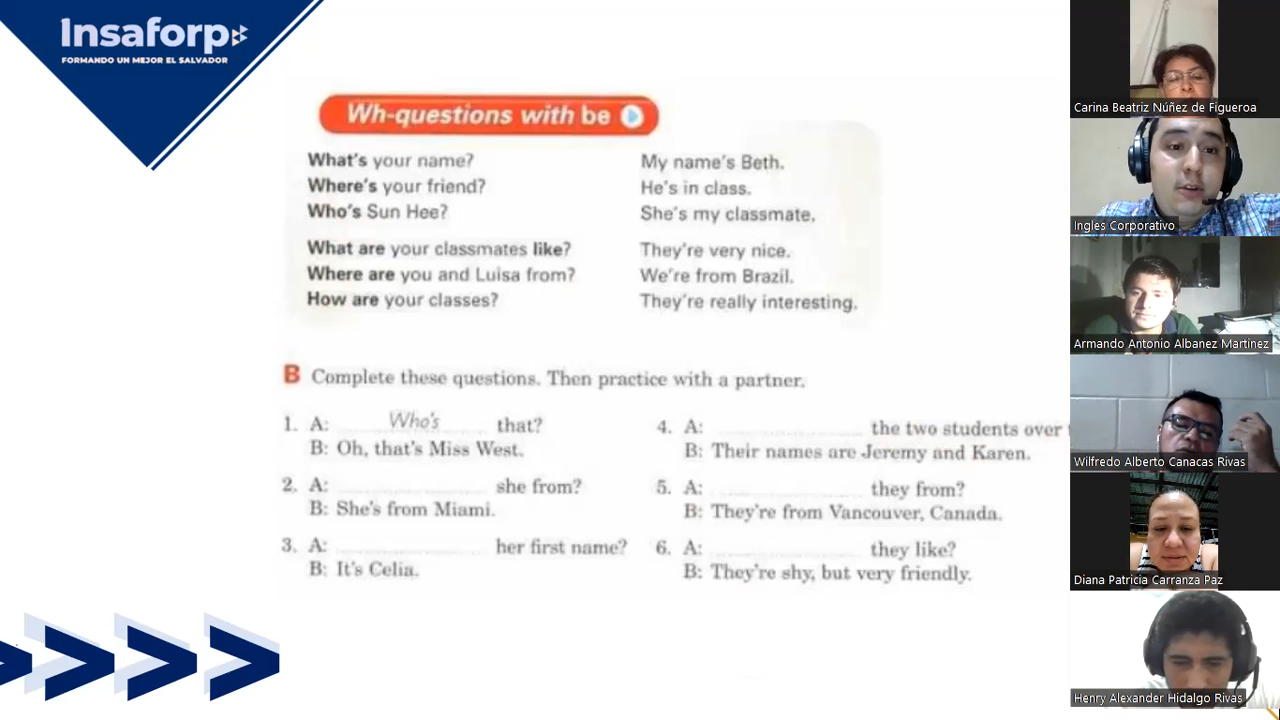 Insaforp
FORMANDO UN MEJOR EL SALVADOR
Wh-questions with be
What's your name? My name's Beth.
Where's your friend? He's in class.
Who's Sun Hee? She's my classmate.
What are your classmates like? They're very nice.
Where are you and Luisa from? We're from Brazil.
How are your classes? They're really interesting.
B Complete these questions. Then practice with a partner.
1. A: Who's that?
B: Oh, that's Miss West.
2. A: she from?
B: She's from Miami.
3. A: her first name?
B: It's Celia.
4. A: the two students over
B: Their names are Jeremy and Karen.
5. A: they from?
B: They're from Vancouver, Canada.
6. A: they like?
B: They're shy, but very friendly.
Carina Beatriz Núñez de Figueroa
Ingles Corporativo
Armando Antonio Albanez Martinez
Wilfredo Alberto Canacas Rivas
Diana Patricia Carranza Paz
Henry Alexander Hidalgo Rivas